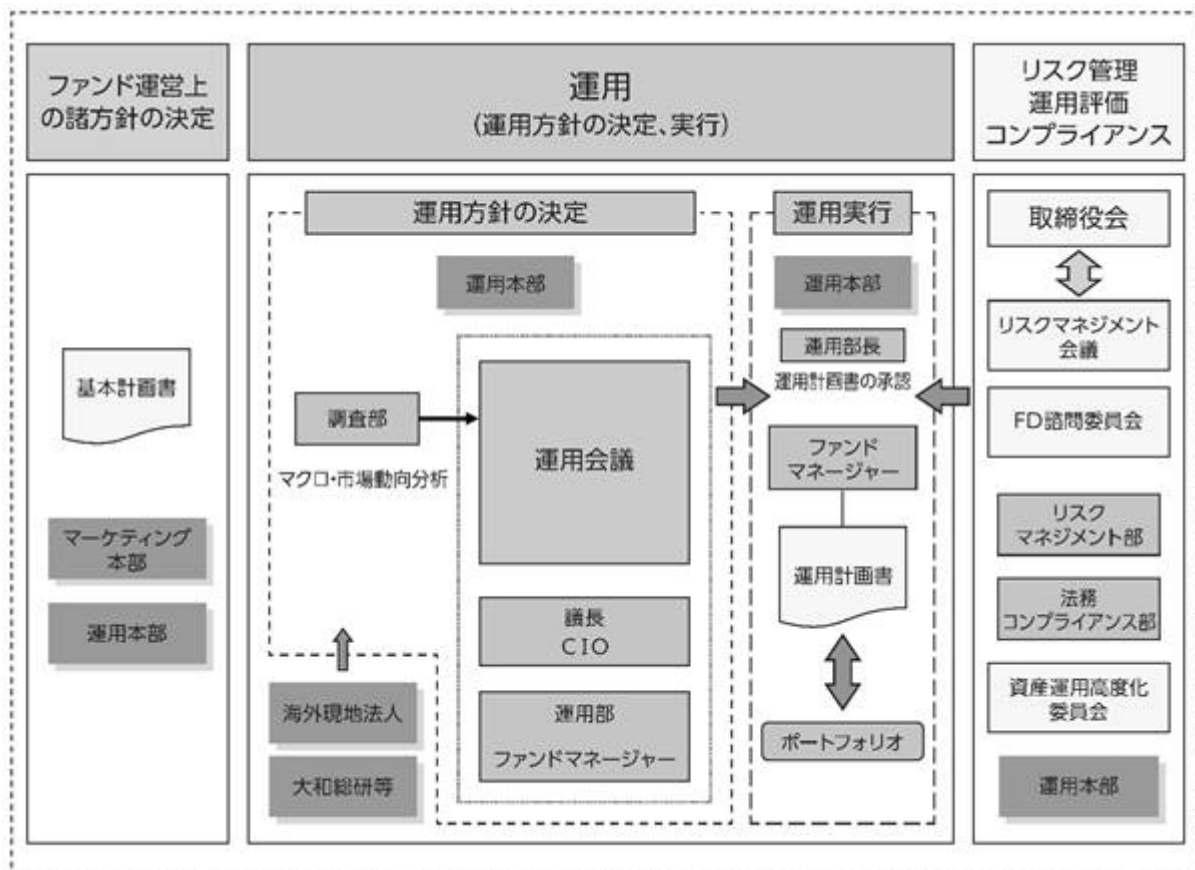 ファンド運営上
の諸方針の決定
基本計画書
マーケティング
本部
運用本部
運用
(運用方針の決定、実行)
運用方針の決定
運用本部
調査部
マクロ・市場動向分析
運用会議
議長
CIO
運用部
ファンドマネージャー
海外現地法人
大和総研等
運用実行
運用本部
運用部長
運用計画書の承認
ファンド
マネージャー
運用計画書
ポートフォリオ
リスク管理
運用評価
コンプライアンス
取締役会
リスクマネジメント
会議
FD諮問委員会
リスク
マネジメント部
法務
コンプライアンス部
資産運用高度化
委員会
運用本部